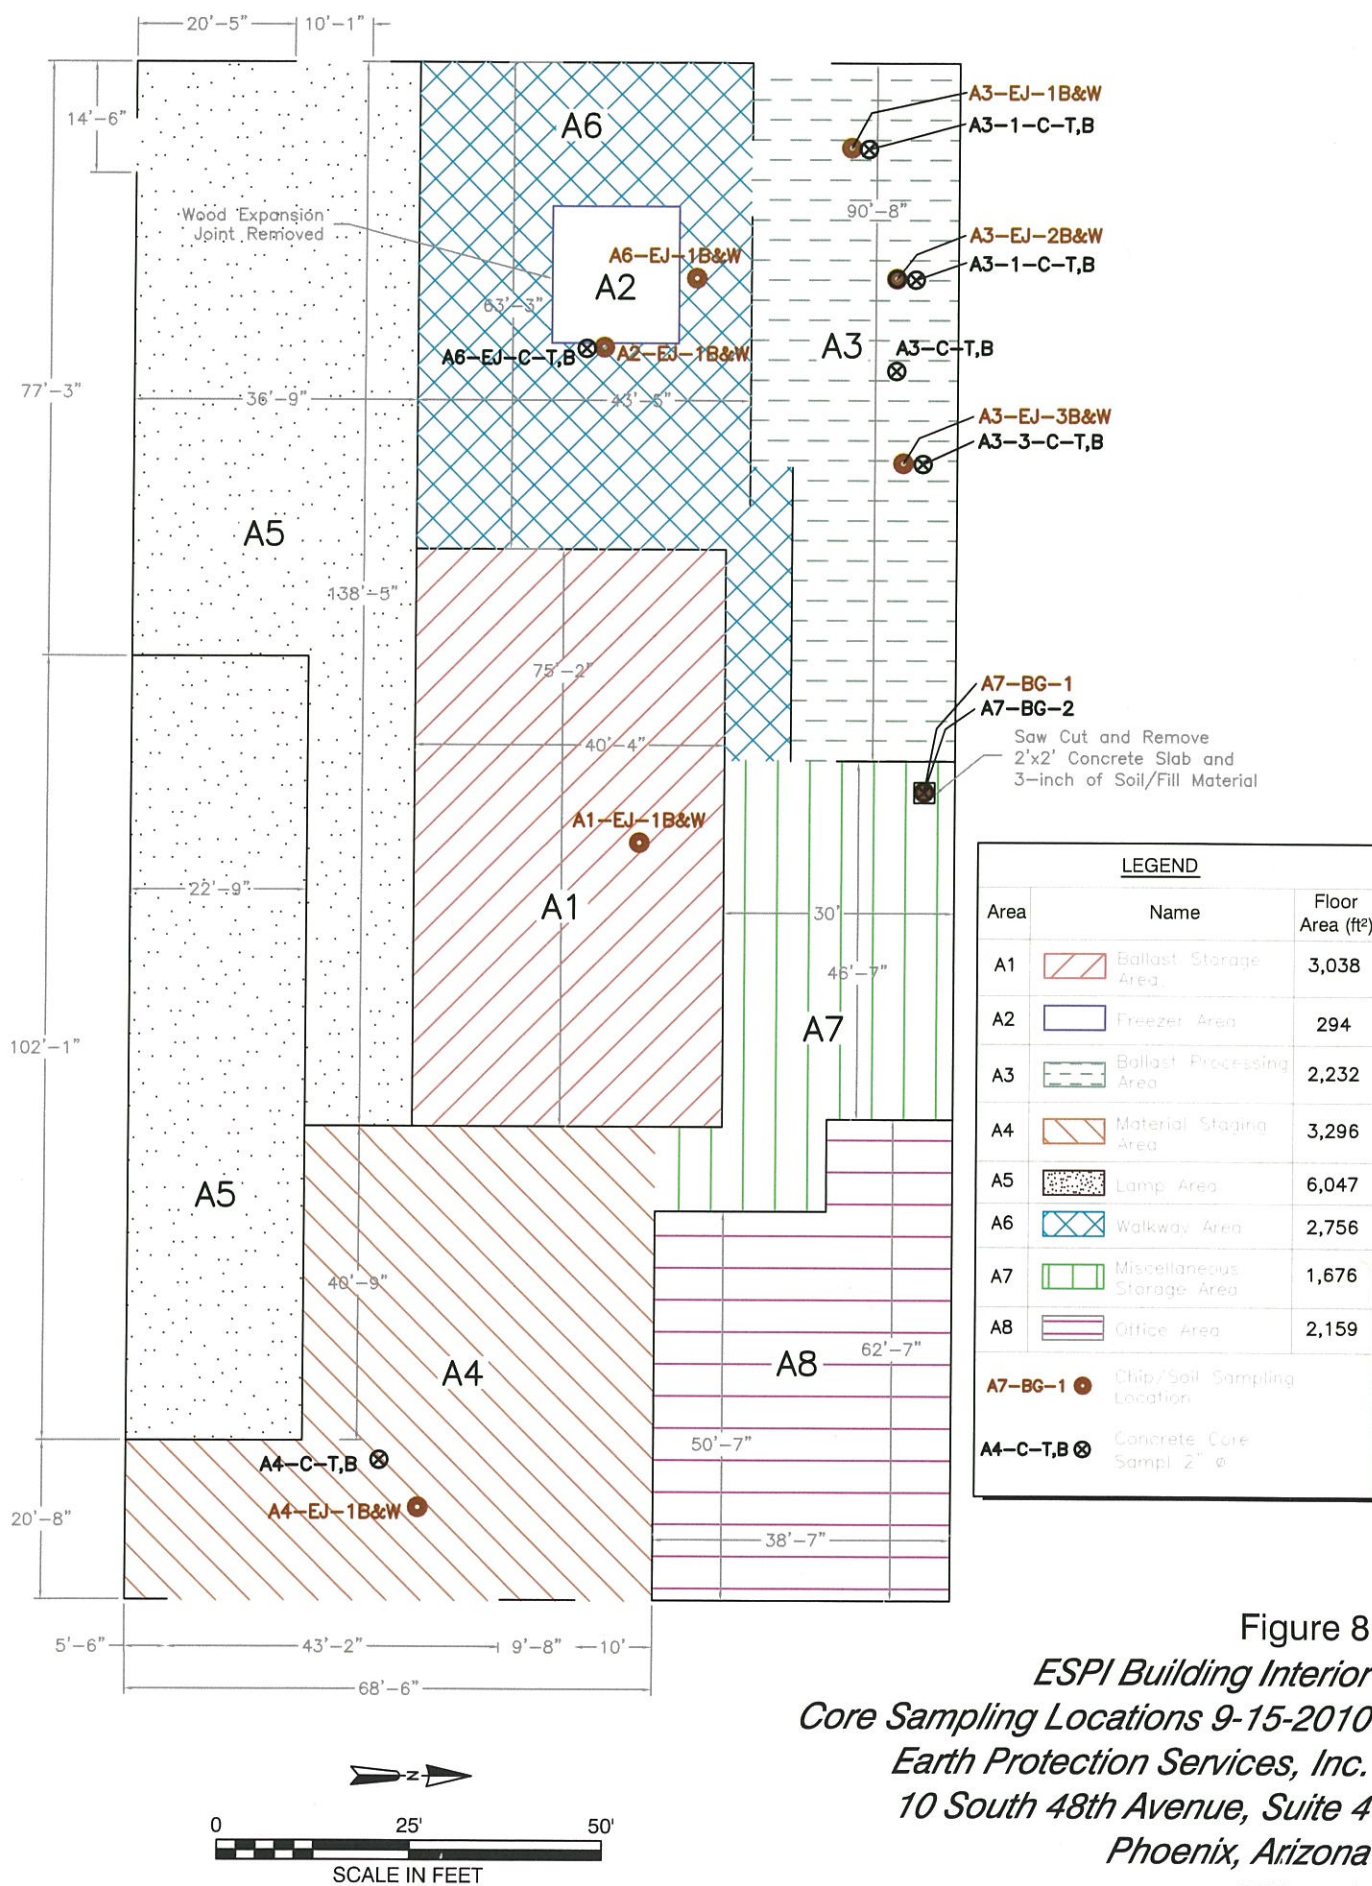 20'-5"
10'-1"
14'-6"
A6
A3-EJ-1B&W
A3-1-C-T,B
90'-8"
Wood Expansion
Joint Removed
A6-EJ-1B&W
A2
A3-EJ-2B&W
A3-1-C-T,B
63'-3"
A6-EJ-C-T,B
A2-EJ-1B&W
A3
A3-C-T,B
77'-3"
36'-9"
43'-5"
A3-EJ-3B&W
A3-3-C-T,B
A5
138'-5"
75'-2"
A7-BG-1
A7-BG-2
40'-4"
Saw Cut and Remove
2'x2' Concrete Slab and
3-inch of Soil/Fill Material
A1-EJ-1B&W
22'-9"
A1
30'
46'-7"
A7
102'-1"
A5
40'-9"
A4
A8
62'-7"
50'-7"
A4-C-T,B
A4-EJ-1B&W
20'-8"
38'-7"
5'-6"
43'-2"
9'-8"
10'
68'-6"
LEGEND
Area Name Floor
Area (ft²)
A1 Ballast Storage
Area 3,038
A2 Freezer Area 294
A3 Ballast Processing
Area 2,232
A4 Material Staging
Area 3,296
A5 Lamp Area 6,047
A6 Walkway Area 2,756
A7 Miscellaneous
Storage Area 1,676
A8 Office Area 2,159
A7-BG-1 Chip/Soil Sampling
Location
A4-C-T,B Concrete Core
Sampl 2" ø
N
0 25' 50'
SCALE IN FEET
Figure 8
ESPI Building Interior
Core Sampling Locations 9-15-2010
Earth Protection Services, Inc.
10 South 48th Avenue, Suite 4
Phoenix, Arizona